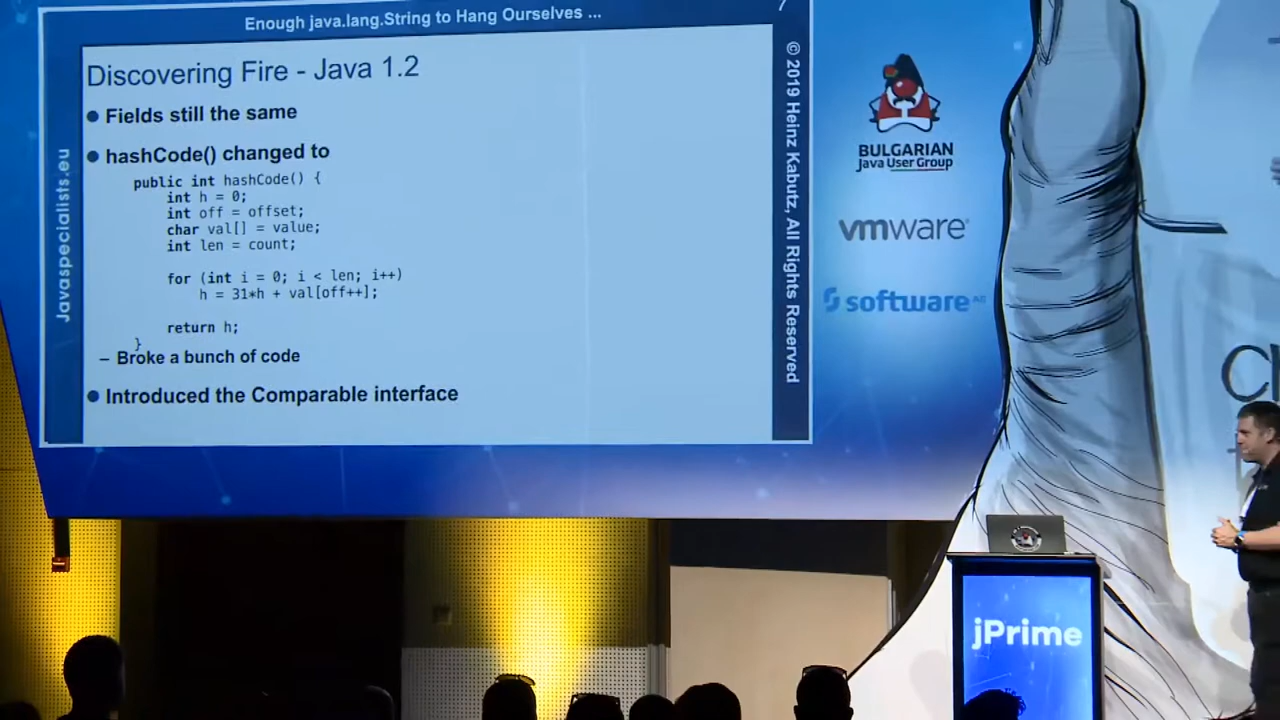 Enough java.lang.String to Hang Ourselves ...
7
Discovering Fire - Java 1.2
● Fields still the same
● hashCode() changed to
public int hashCode() {
int h = 0;
int off = offset;
char val[] = value;
int len = count;
for (int i = 0; i < len; i++)
h = 31*h + val[off++];
return h;
}
– Broke a bunch of code
● Introduced the Comparable interface
Javaspecialists.eu
© 2019 Heinz Kabutz, All Rights Reserved
BULGARIAN
Java User Group
vmware
software AG
jPrime